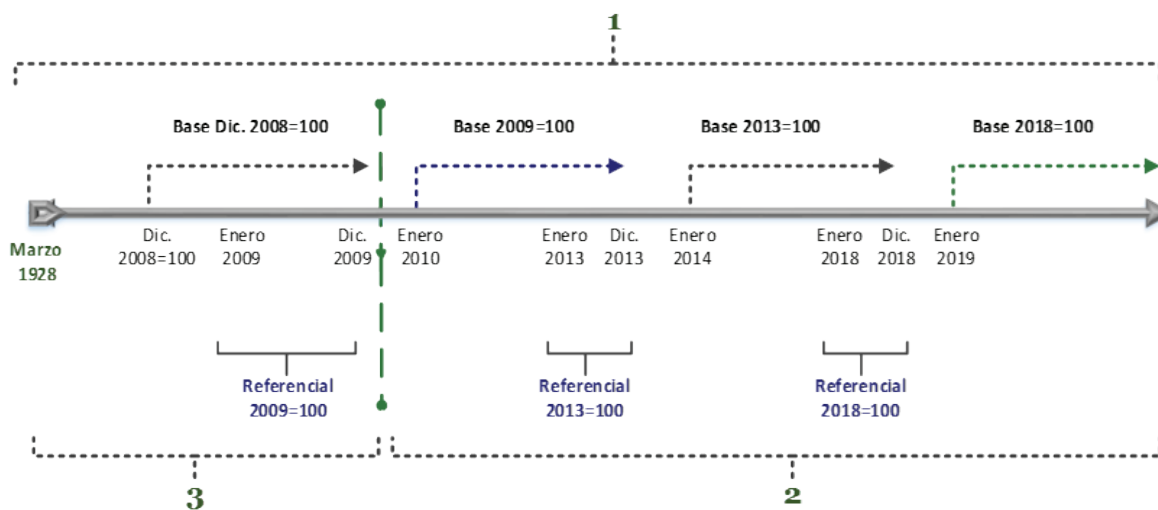 1
Base Dic. 2008=100
Base 2009=100
Base 2013=100
Base 2018=100
Marzo
1928
Dic.
2008=100
Enero
2009
Dic.
2009
Enero
2010
Enero
2013
Dic.
2013
Enero
2014
Enero
2018
Dic.
2018
Enero
2019
Referencial
2009=100
Referencial
2013=100
Referencial
2018=100
3
2